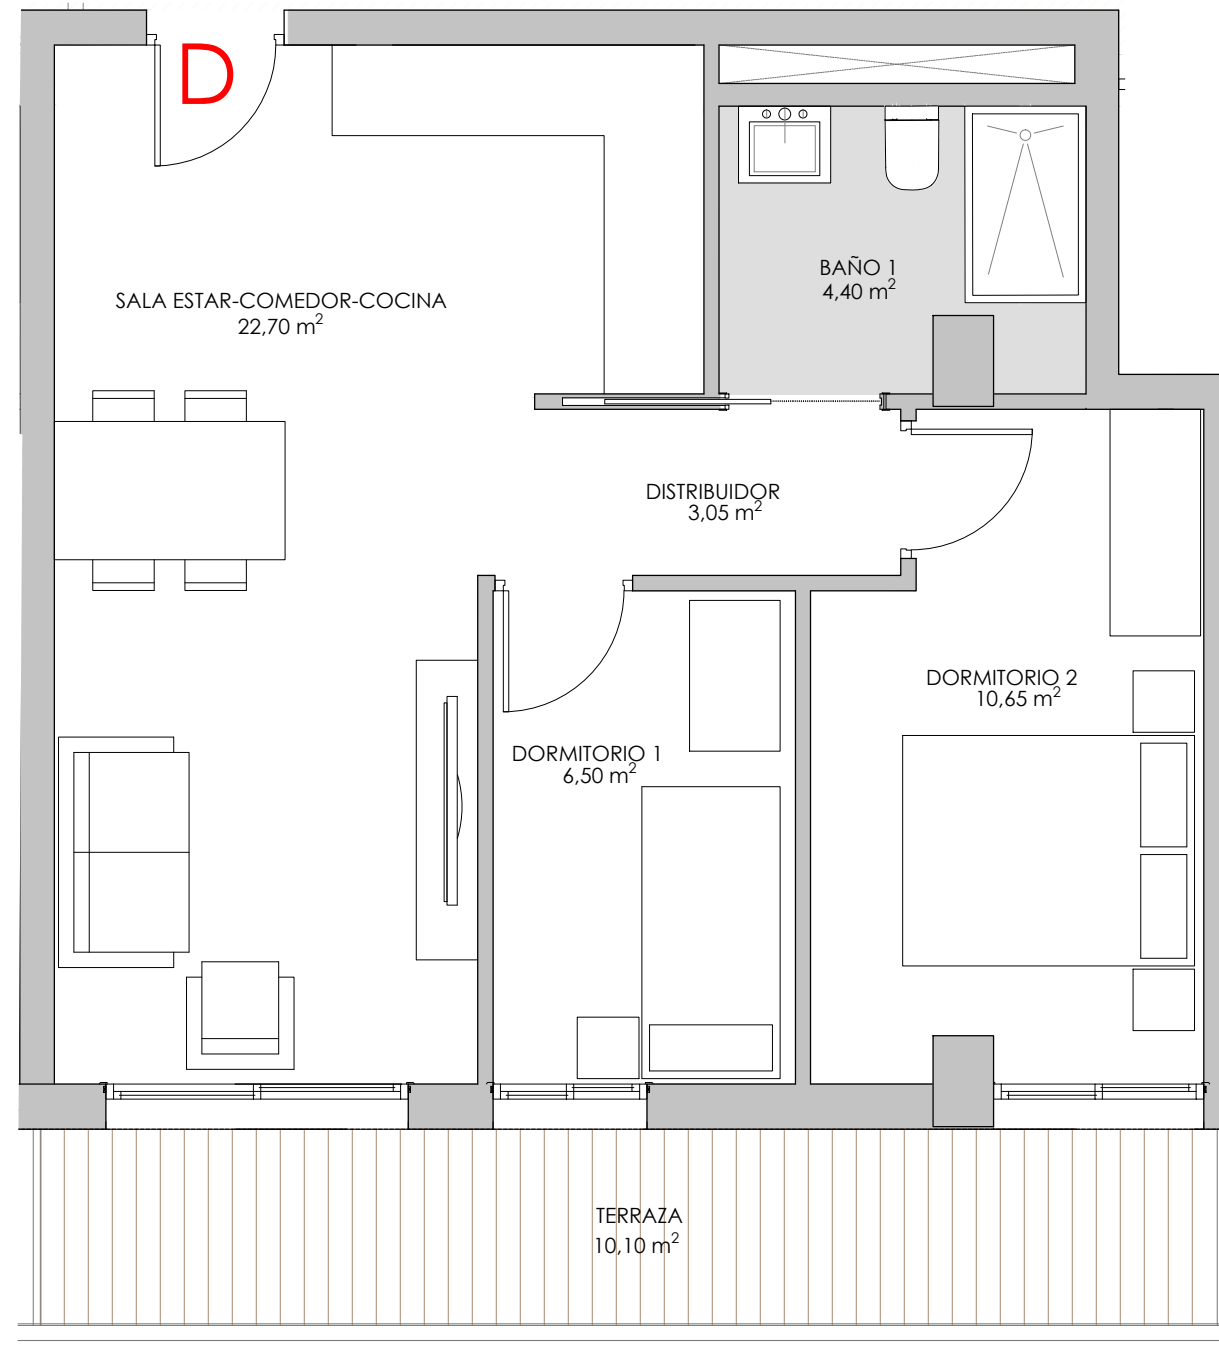 D
SALA ESTAR-COMEDOR-COCINA
22,70 m²
BAÑO 1
4,40 m²
DISTRIBUIDOR
3,05 m²
DORMITORIO 2
10,65 m²
DORMITORIO 1
6,50 m²
TERRAZA
10,10 m²